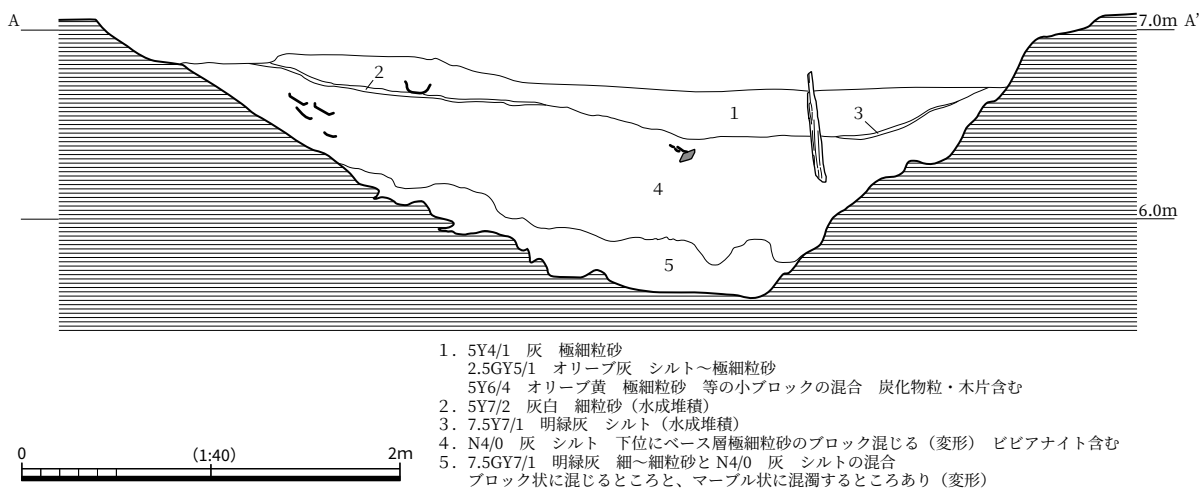 A
7.0m A'
2
1
3
4
6.0m
5
1. 5Y4/1 灰 極細粒砂
2.5GY5/1 オリーブ灰 シルト～極細粒砂
5Y6/4 オリーブ黄 極細粒砂 等の小ブロックの混合 炭化物粒・木片含む
2. 5Y7/2 灰白 細粒砂（水成堆積）
3. 7.5Y7/1 明緑灰 シルト（水成堆積）
4. N4/0 灰 シルト 下位にベース層極細粒砂のブロック混じる（変形） ビビアナイト含む
5. 7.5GY7/1 明緑灰 細～細粒砂と N4/0 灰 シルトの混合
ブロック状に混じるところと、マーブル状に混濁するところあり（変形）
0 (1:40) 2m